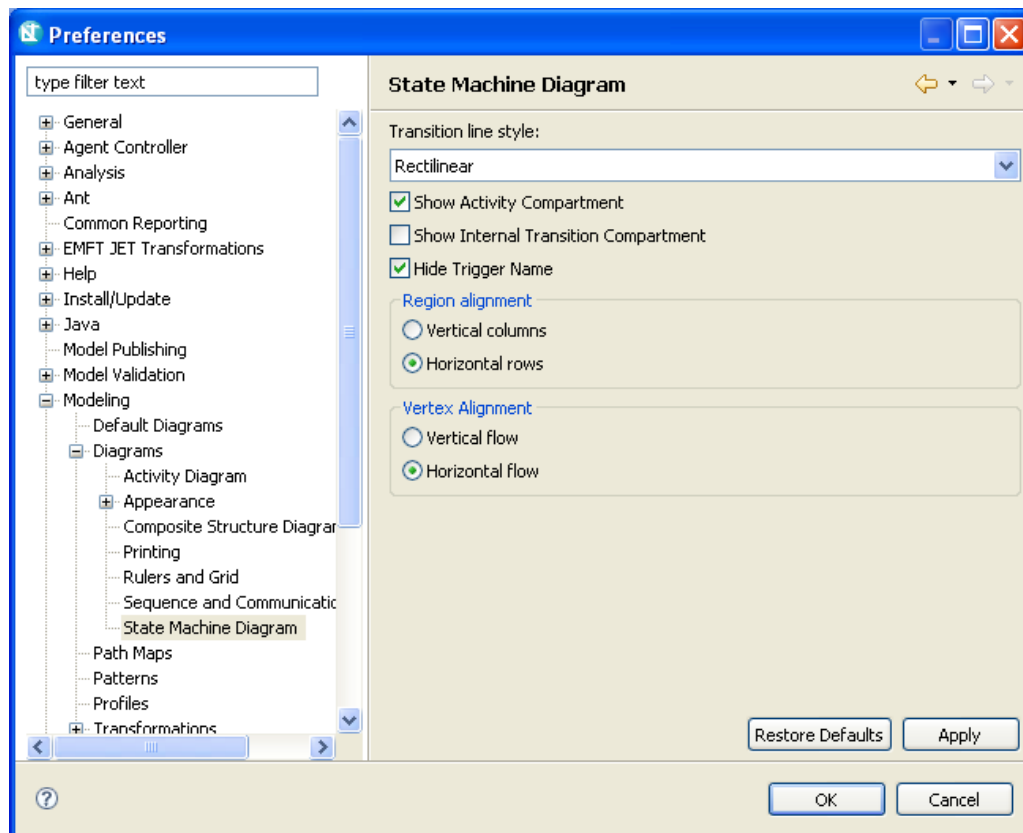 Preferences
type filter text
General
Agent Controller
Analysis
Ant
Common Reporting
EMFT JET Transformations
Help
Install/Update
Java
Model Publishing
Model Validation
Modeling
Default Diagrams
Diagrams
Activity Diagram
Appearance
Composite Structure Diagrar
Printing
Rulers and Grid
Sequence and Communicatic
State Machine Diagram
Path Maps
Patterns
Profiles
Transformations
State Machine Diagram
Transition line style:
Rectilinear
Show Activity Compartment
Show Internal Transition Compartment
Hide Trigger Name
Region alignment
Vertical columns
Horizontal rows
Vertex Alignment
Vertical flow
Horizontal flow
Restore Defaults
Apply
OK
Cancel